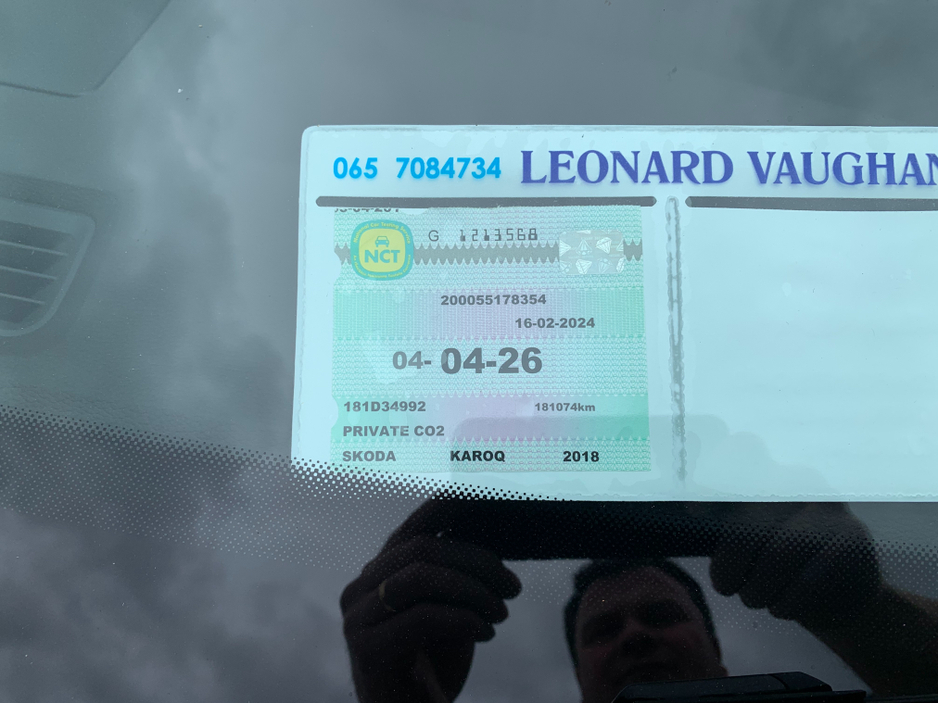 065 7084734 LEONARD VAUGHAN
G 1213568
NCT
200055178354
16-02-2024
04- 04-26
181D34992 181074km
PRIVATE CO2
SKODA KAROQ 2018